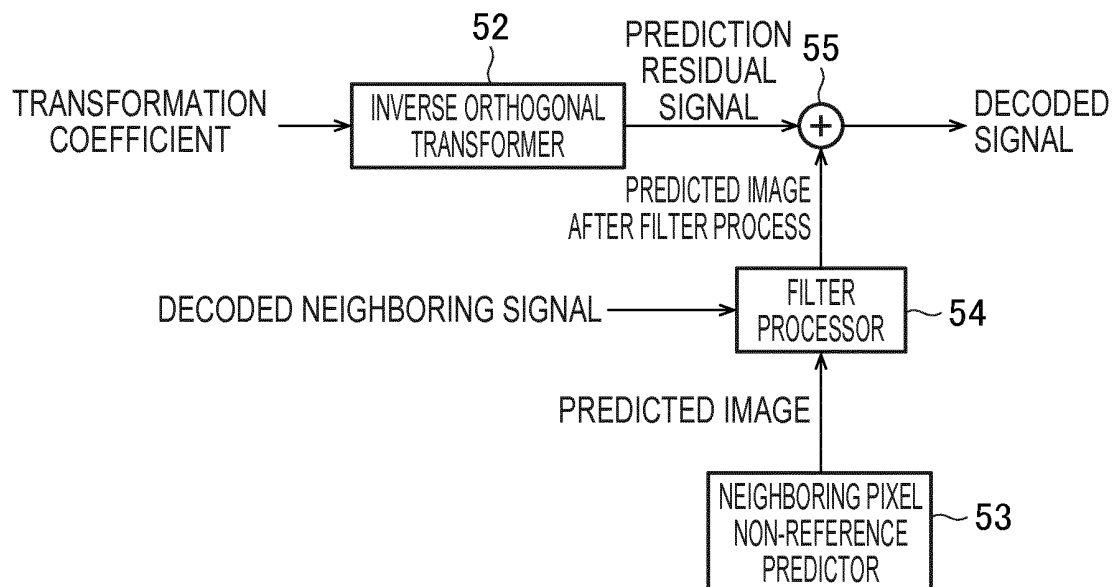 52
PREDICTION
RESIDUAL
SIGNAL
55
TRANSFORMATION
COEFFICIENT
INVERSE ORTHOGONAL
TRANSFORMER
+
DECODED
SIGNAL
PREDICTED IMAGE
AFTER FILTER PROCESS
DECODED NEIGHBORING SIGNAL
FILTER
PROCESSOR
54
PREDICTED IMAGE
NEIGHBORING PIXEL
NON-REFERENCE
PREDICTOR
53